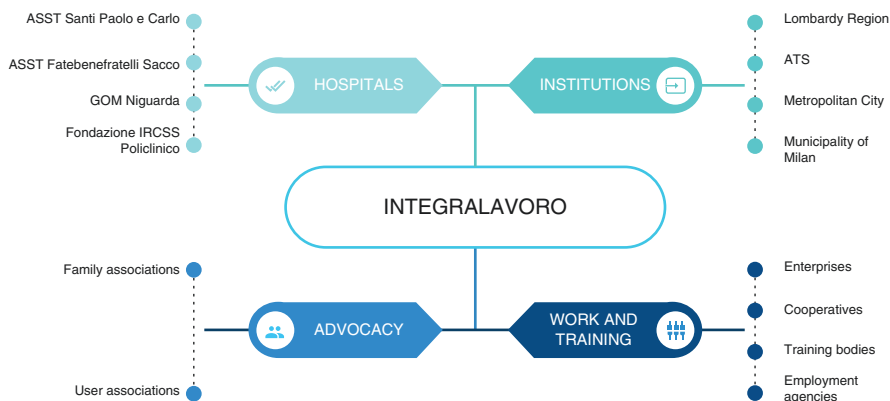 ASST Santi Paolo e Carlo
ASST Fatebenefratelli Sacco
GOM Niguarda
Fondazione IRCSS
Policlinico
HOSPITALS
INSTITUTIONS
Lombardy Region
ATS
Metropolitan City
Municipality of
Milan
INTEGRALAVORO
Family associations
User associations
ADVOCACY
WORK AND
TRAINING
Enterprises
Cooperatives
Training bodies
Employment
agencies